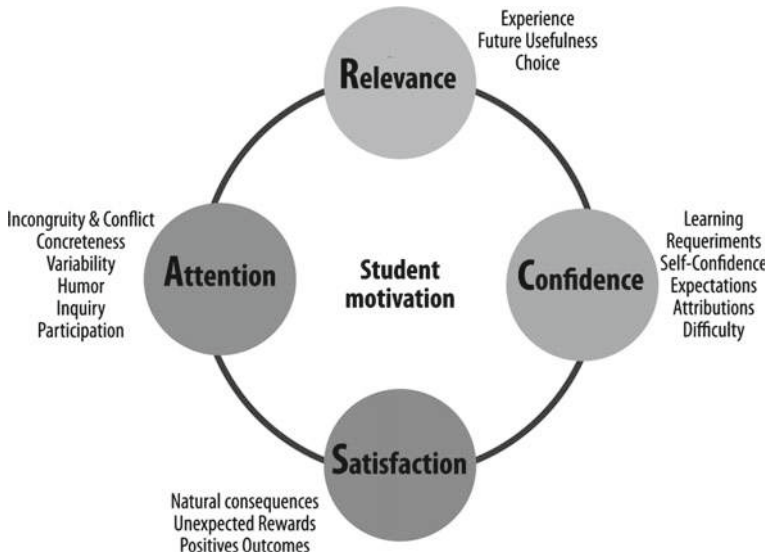 Experience
Future Usefulness
Choice
Relevance
Incongruity & Conflict
Concreteness
Variability
Humor
Inquiry
Participation
Attention
Student
motivation
Confidence
Learning
Requeriments
Self-Confidence
Expectations
Attributions
Difficulty
Satisfaction
Natural consequences
Unexpected Rewards
Positives Outcomes